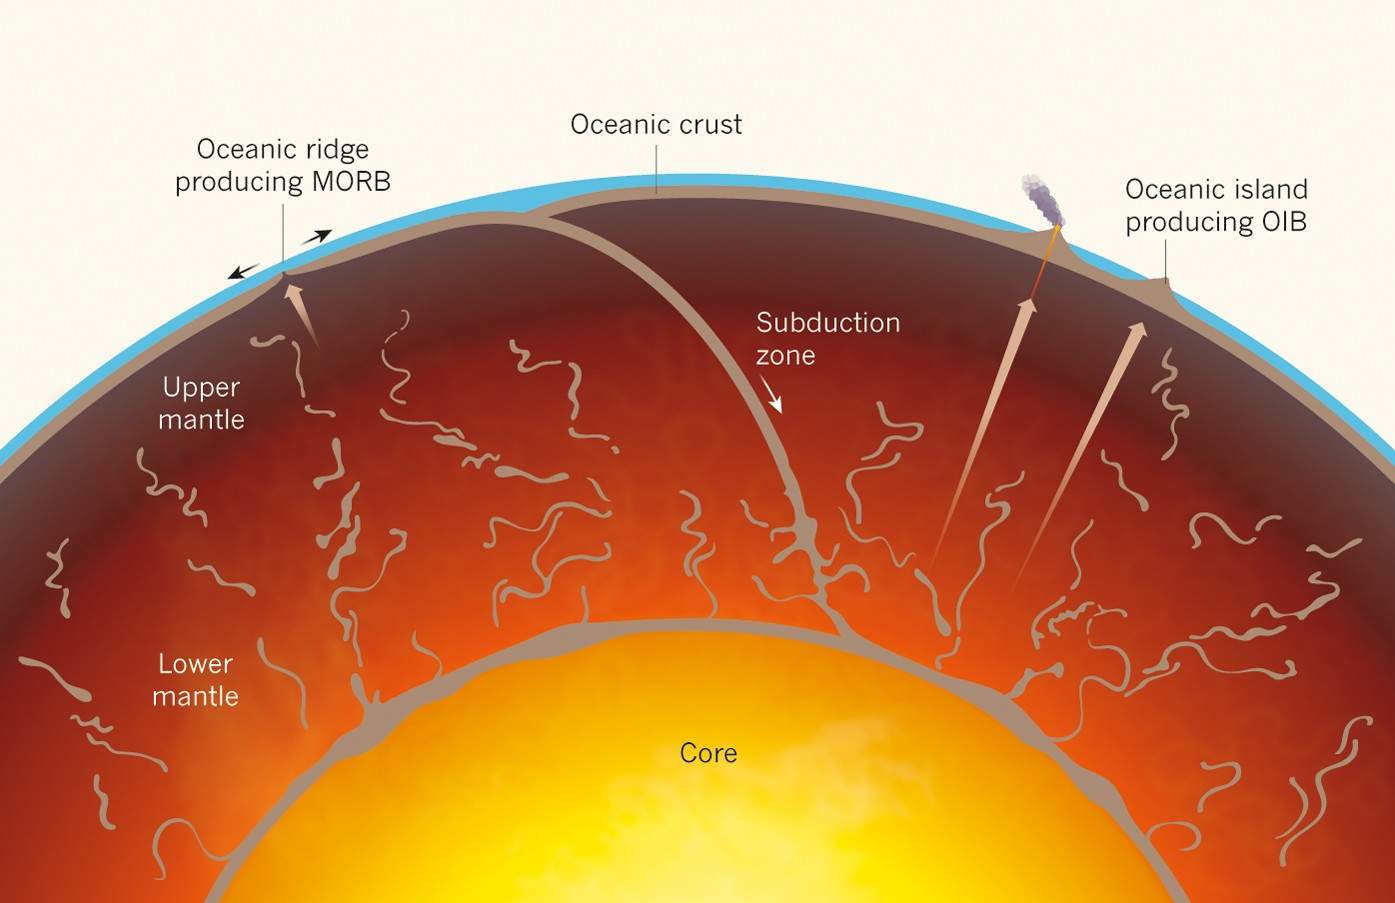 Oceanic crust
Oceanic ridge
producing MORB
Oceanic island
producing OIB
Subduction
zone
Upper
mantle
Lower
mantle
Core